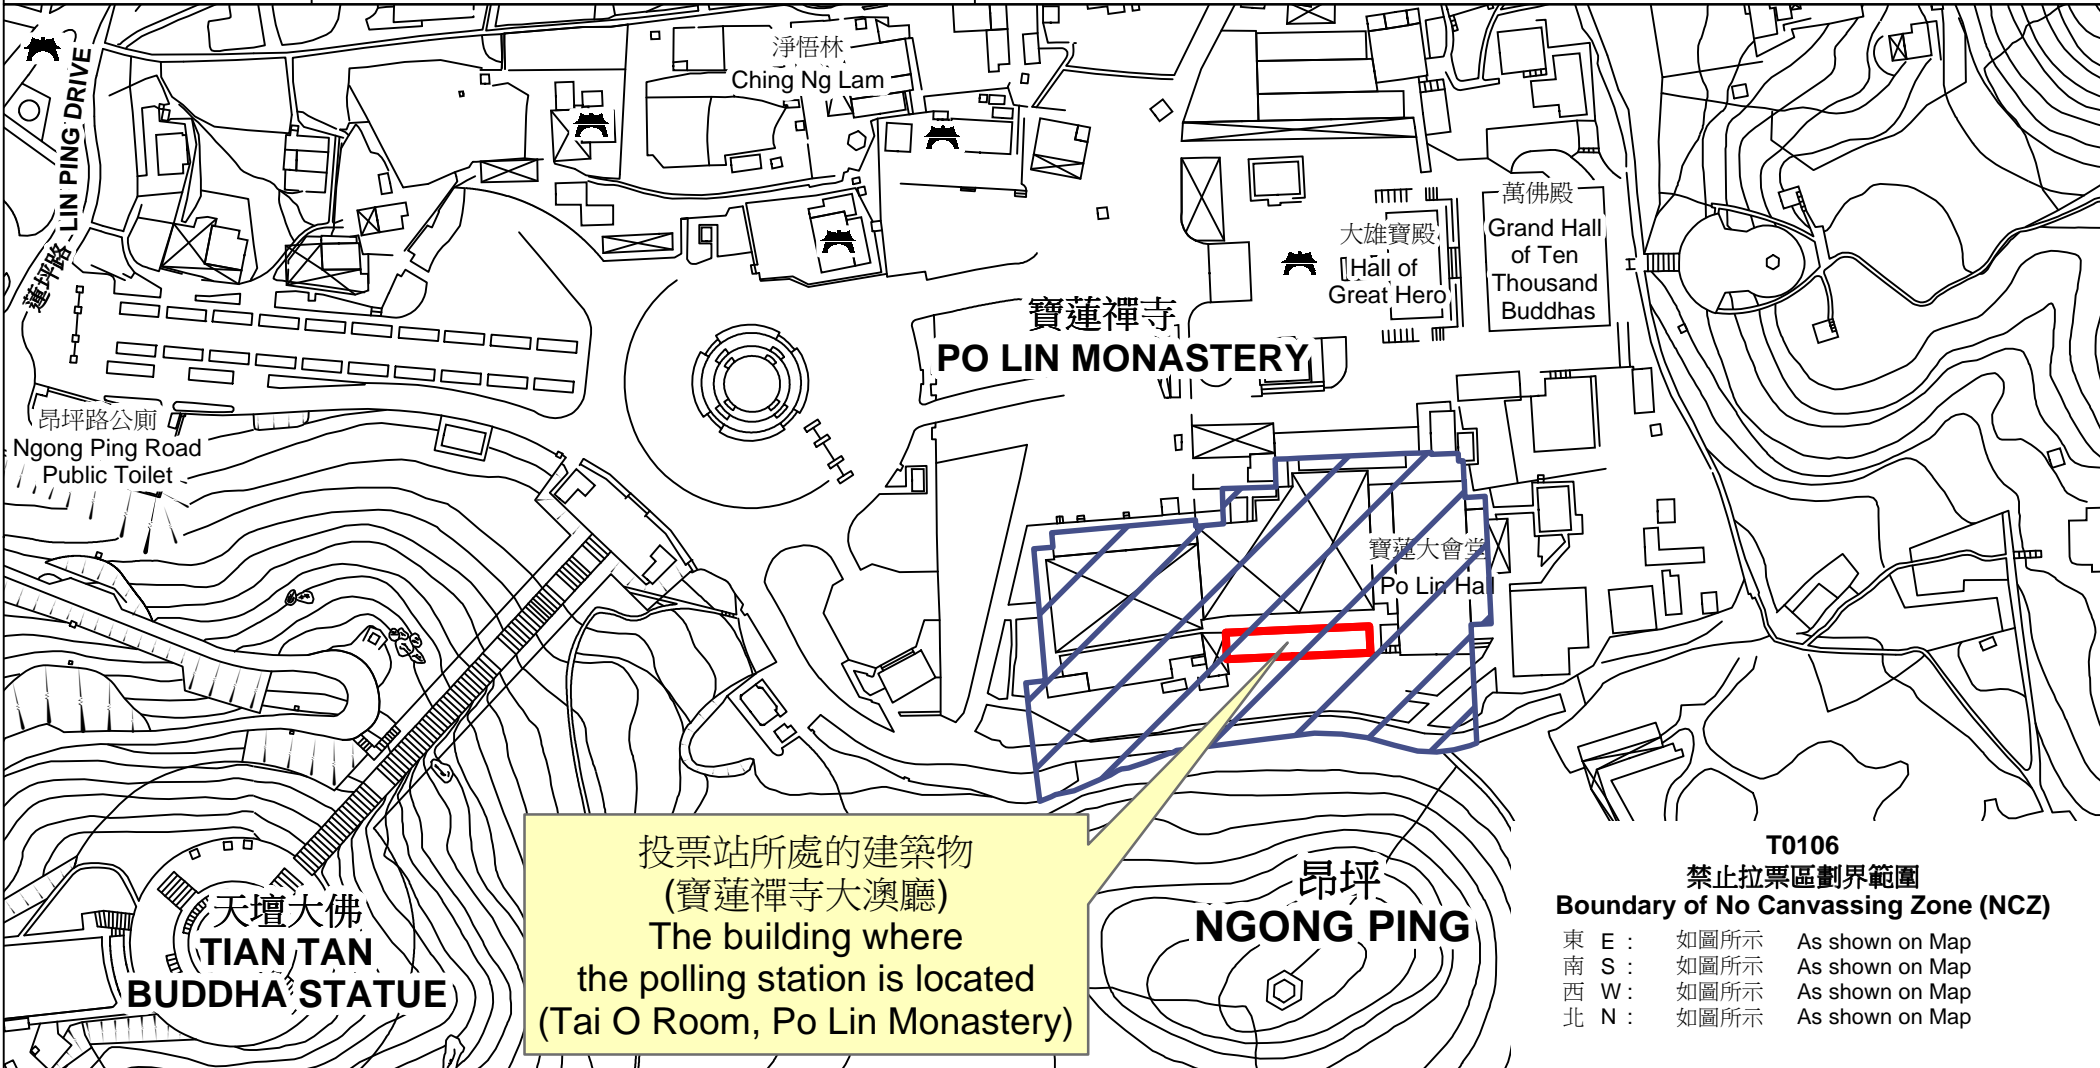 淨悟林
Ching Ng Lam
蓮坪路 LIN PING DRIVE
萬佛殿
Grand Hall
of Ten
Thousand
Buddhas
大雄寶殿
Hall of
Great Hero
寶蓮禪寺
PO LIN MONASTERY
昂坪路公廁
Ngong Ping Road
Public Toilet
寶蓮大會堂
Po Lin Hall
投票站所處的建築物
(寶蓮禪寺大澳廳)
The building where
the polling station is located
(Tai O Room, Po Lin Monastery)
天壇大佛
TIAN TAN
BUDDHA STATUE
昂坪
NGONG PING
T0106
禁止拉票區劃界範圍
Boundary of No Canvassing Zone (NCZ)
東 E : 如圖所示 As shown on Map
南 S : 如圖所示 As shown on Map
西 W : 如圖所示 As shown on Map
北 N : 如圖所示 As shown on Map